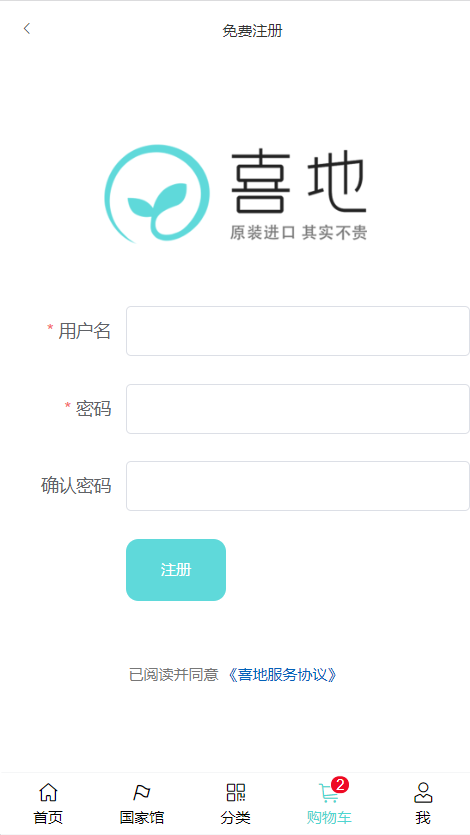 免费注册
喜地
原装进口 其实不贵
* 用户名
* 密码
确认密码
注册
已阅读并同意 《喜地服务协议》
2
首页 国家馆 分类 购物车 我